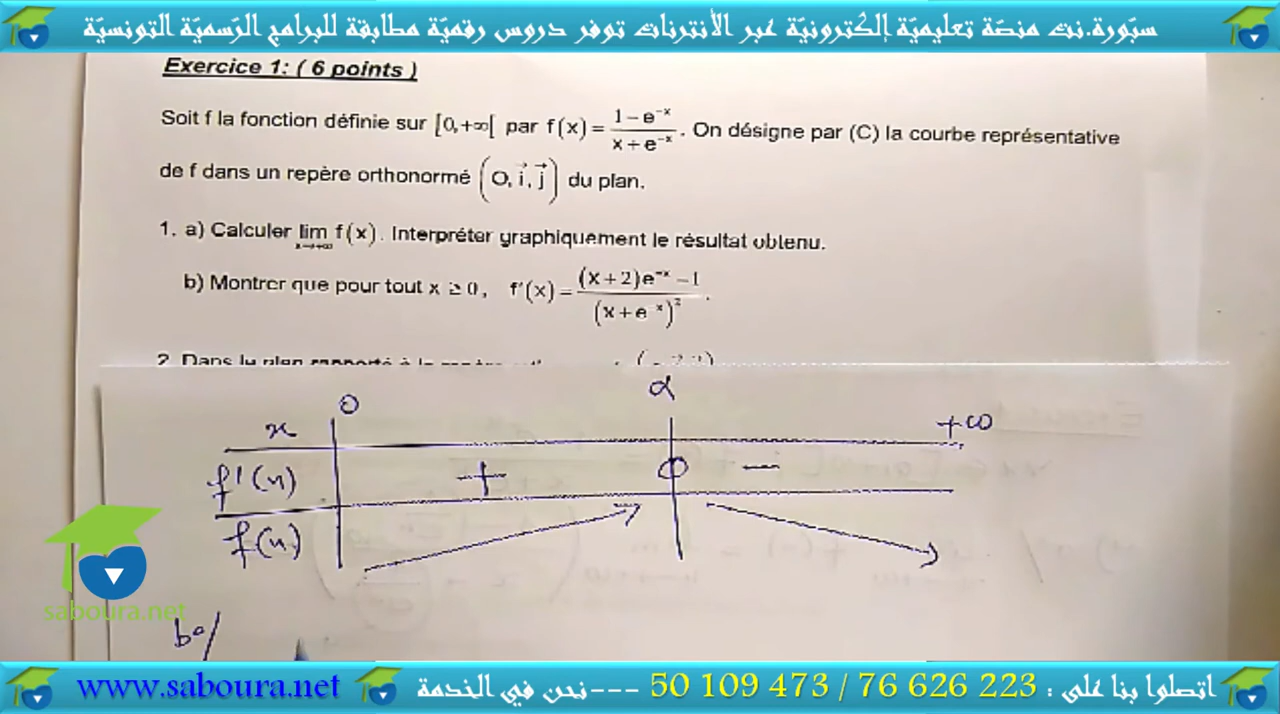 سبّورة.نت منصّة تعليميّة إلكترونيّة عبر الأنترنات توفر دروس رقميّة مطابقة للبرامج الرّسميّة التونسيّة
Exercice 1: ( 6 points )
Soit f la fonction définie sur [0,+∞[ par f(x) = (1 − e⁻ˣ)/(x + e⁻ˣ). On désigne par (C) la courbe représentative
de f dans un repère orthonormé (O, i⃗, j⃗) du plan.
1. a) Calculer lim x→+∞ f(x). Interpréter graphiquement le résultat obtenu.
b) Montrer que pour tout x ≥ 0, f'(x) = ((x+2)e⁻ˣ − 1)/(x + e⁻ˣ)².
x 0 α +∞
f'(x) + 0 −
f(x)
b°/
saboura.net
www.saboura.net اتصلوا بنا على : 50 109 473 / 76 626 223 ---نحن في الخدمة